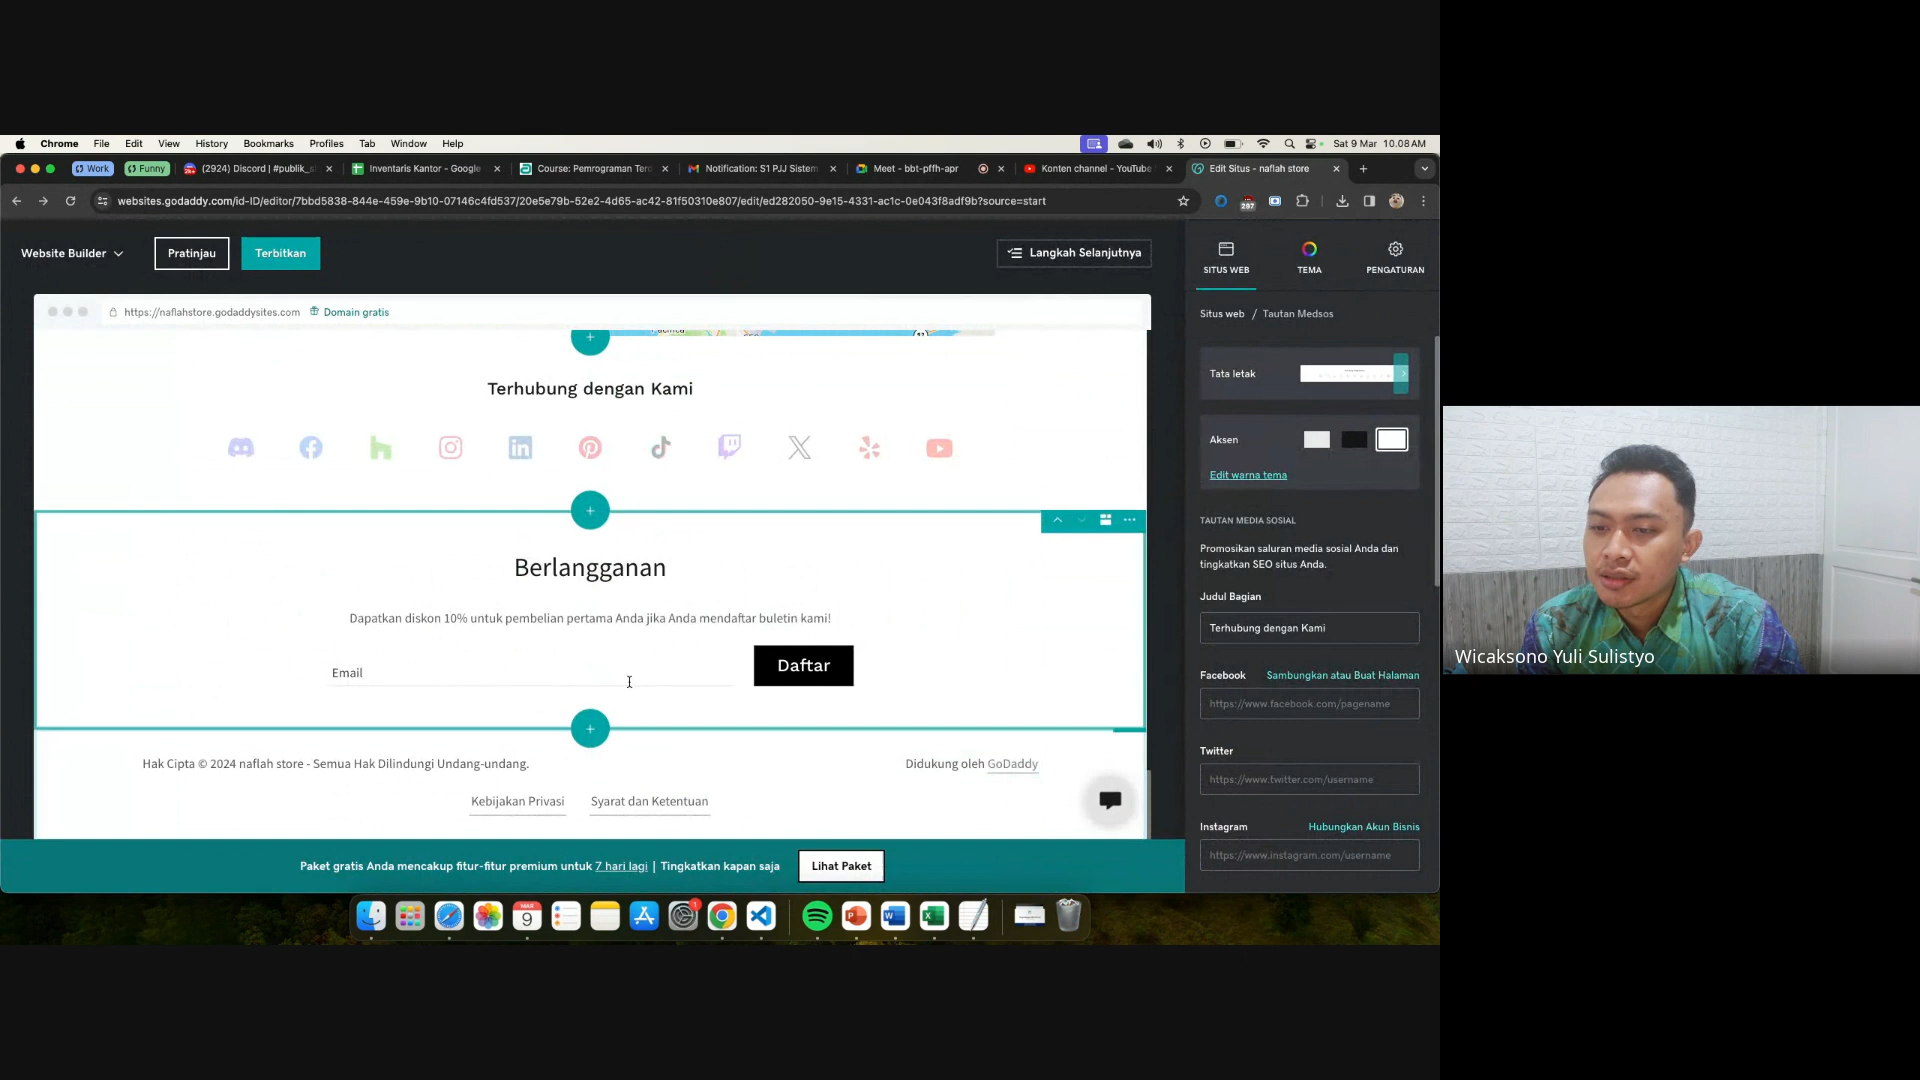 Chrome File Edit View History Bookmarks Profiles Tab Window Help
Sat 9 Mar 10.08 AM
Work
Funny
(2924) Discord | #publik_s
Inventaris Kantor - Google
Course: Pemrograman Ter
Notification: S1 PJJ Sistem
Meet - bbt-pffh-apr
Konten channel - YouTube
Edit Situs - naflah store
websites.godaddy.com/id-ID/editor/7bbd5838-844e-459e-9b10-07146c4fd537/20e5e79b-52e2-4d65-ac42-81f50310e807/edit/ed282050-9e15-4331-ac1c-0e043f8adf9b?source=start
297
Website Builder
Pratinjau
Terbitkan
Langkah Selanjutnya
https://naflahstore.godaddysites.com
Domain gratis
Terhubung dengan Kami
Berlangganan
Dapatkan diskon 10% untuk pembelian pertama Anda jika Anda mendaftar buletin kami!
Email
Daftar
Hak Cipta © 2024 naflah store - Semua Hak Dilindungi Undang-undang.
Didukung oleh GoDaddy
Kebijakan Privasi
Syarat dan Ketentuan
Paket gratis Anda mencakup fitur-fitur premium untuk 7 hari lagi | Tingkatkan kapan saja
Lihat Paket
SITUS WEB
TEMA
PENGATURAN
Situs web / Tautan Medsos
Tata letak
Aksen
Edit warna tema
TAUTAN MEDIA SOSIAL
Promosikan saluran media sosial Anda dan
tingkatkan SEO situs Anda.
Judul Bagian
Terhubung dengan Kami
Facebook
Sambungkan atau Buat Halaman
https://www.facebook.com/pagename
Twitter
https://www.twitter.com/username
Instagram
Hubungkan Akun Bisnis
https://www.instagram.com/username
MAR
9
1
Wicaksono Yuli Sulistyo